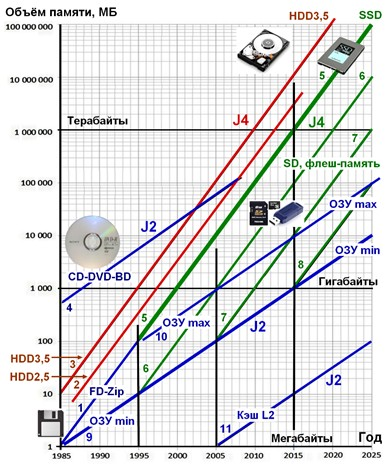 Объём памяти, МБ
HDD3,5
SSD
100 000 000
10 000 000
1 000 000
100 000
10 000
1 000
100
10
1
5
6
J4
Терабайты
J4
7
SD, флеш-память
J2
ОЗУ max
CD-DVD-BD
ОЗУ min
4
8
Гигабайты
5
ОЗУ max
10
7
J2
HDD3,5
3
HDD2,5
2
6
J2
FD-Zip
1
ОЗУ min
9
Кэш L2
11
Мегабайты
Год
1985
1990
1995
2000
2005
2010
2015
2020
2025